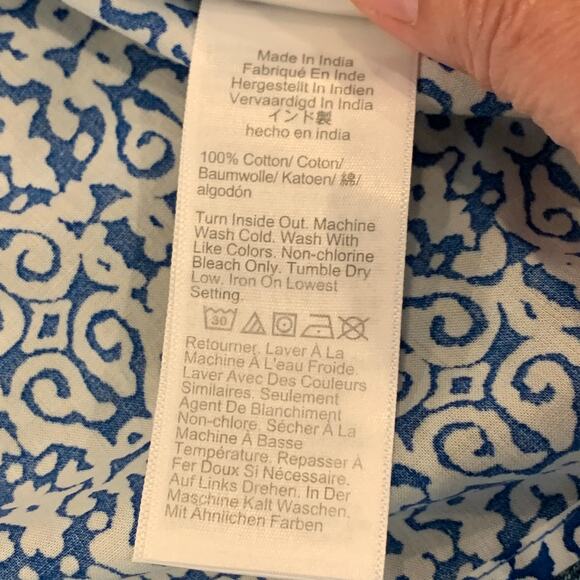 Made In India
Fabriqué En Inde
Hergestellt In Indien
Vervaardigd In India
インド製
hecho en india
100% Cotton/ Coton/
Baumwolle/ Katoen/ 綿/
algodón
Turn Inside Out. Machine
Wash Cold. Wash With
Like Colors. Non-chlorine
Bleach Only. Tumble Dry
Low. Iron On Lowest
Setting.
30
Retourner. Laver À La
Machine À L'eau Froide.
Laver Avec Des Couleurs
Similaires. Seulement
Agent De Blanchiment
Non-chlore. Sécher À La
Machine À Basse
Température. Repasser À
Fer Doux Si Nécessaire.
Auf Links Drehen. In Der
Maschine Kalt Waschen.
Mit Ähnlichen Farben